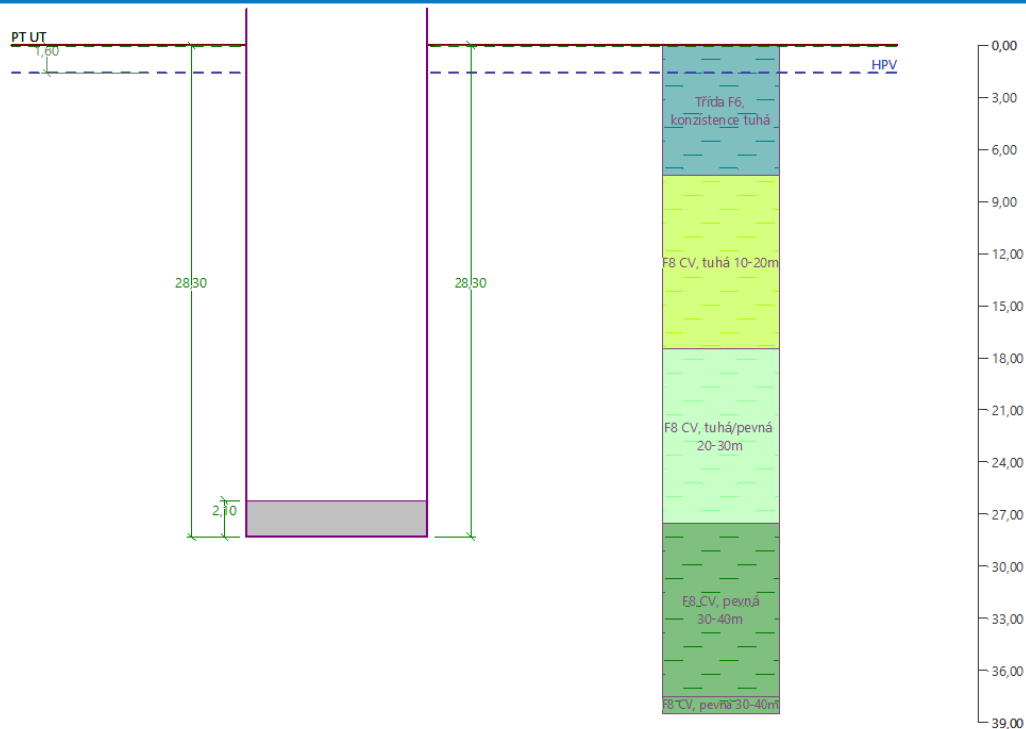 PT UT
1,60
HPV
Třída F6,
konzistence tuhá
F8 CV, tuhá 10-20m
28,30
28,30
F8 CV, tuhá/pevná
20-30m
2,10
F8 CV, pevná
30-40m
F8 CV, pevná 30-40m
0,00
3,00
6,00
9,00
12,00
15,00
18,00
21,00
24,00
27,00
30,00
33,00
36,00
39,00